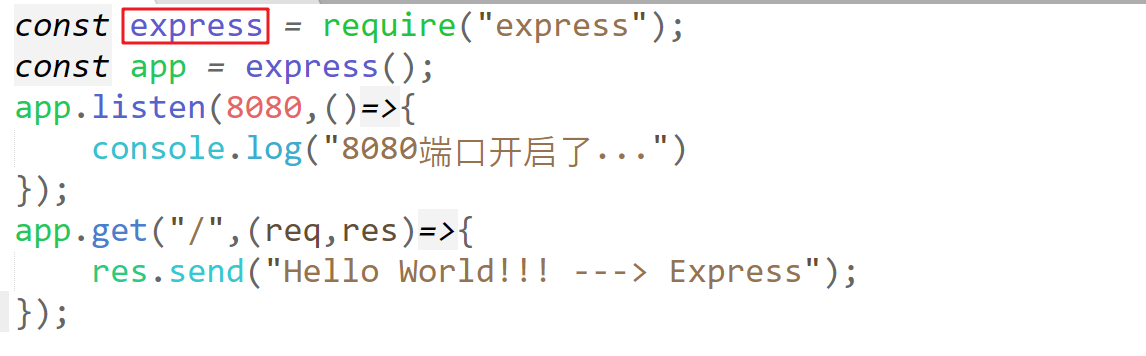 const express = require("express");
const app = express();
app.listen(8080,()=>{
    console.log("8080端口开启了...")
});
app.get("/",(req,res)=>{
    res.send("Hello World!!! ---> Express");
});